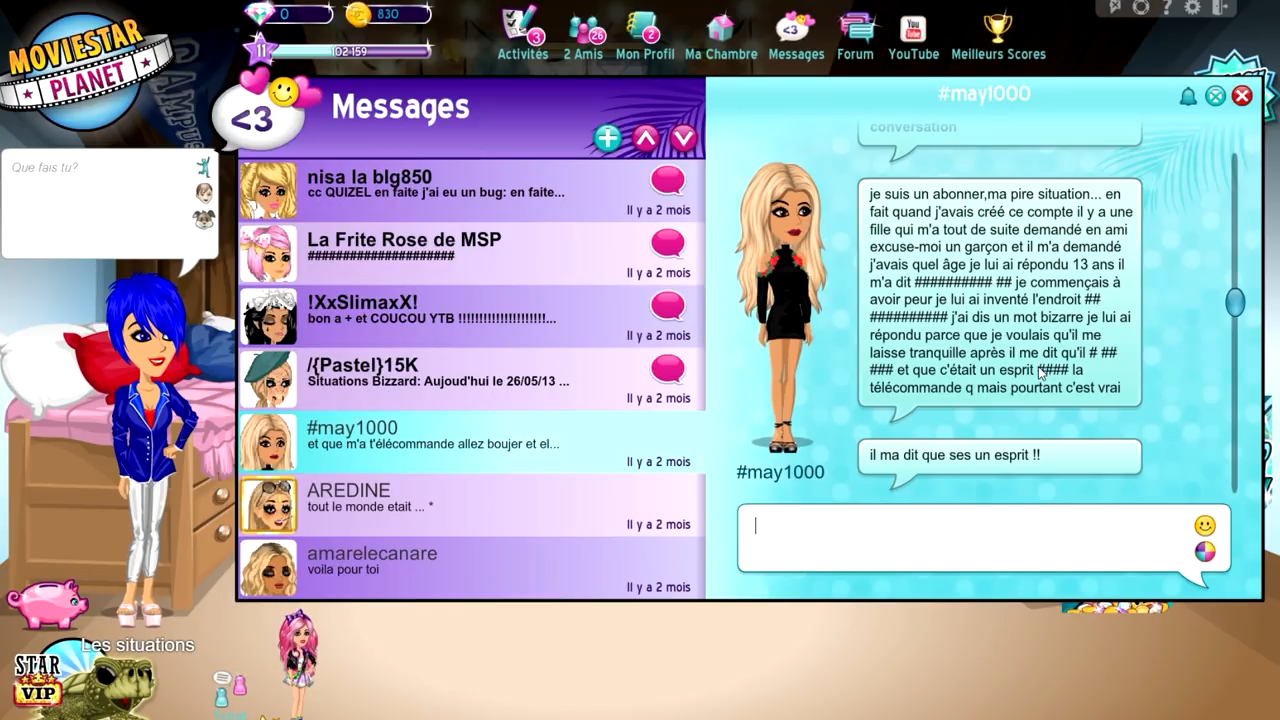 MOVIESTAR
PLANET
0
830
11
102 159
3
26
2
<3
You
Tube
Activités
2 Amis
Mon Profil
Ma Chambre
Messages
Forum
YouTube
Meilleurs Scores
Que fais tu?
<3
Messages
nisa la blg850
cc QUIZEL en faite j'ai eu un bug: en faite...
Il y a 2 mois
La Frite Rose de MSP
#####################
Il y a 2 mois
!XxSlimaxX!
bon a + et COUCOU YTB !!!!!!!!!!!!!!!!!!!!!!...
Il y a 2 mois
/{Pastel}15K
Situations Bizzard: Aujourd'hui le 26/05/13 ...
Il y a 2 mois
#may1000
et que m'a t'élécommande allez boujer et el...
Il y a 2 mois
AREDINE
tout le monde etait ... *
Il y a 2 mois
amarelecanare
voila pour toi
Il y a 2 mois
#may1000
conversation
je suis un abonner,ma pire situation... en
fait quand j'avais créé ce compte il y a une
fille qui m'a tout de suite demandé en ami
excuse-moi un garçon et il m'a demandé
j'avais quel âge je lui ai répondu 13 ans il
m'a dit ########## ## je commençais à
avoir peur je lui ai inventé l'endroit ##
########## j'ai dis un mot bizarre je lui ai
répondu parce que je voulais qu'il me
laisse tranquille après il me dit qu'il # ##
### et que c'était un esprit #### la
télécommande q mais pourtant c'est vrai
il ma dit que ses un esprit !!
#may1000
Les situations
STAR
VIP